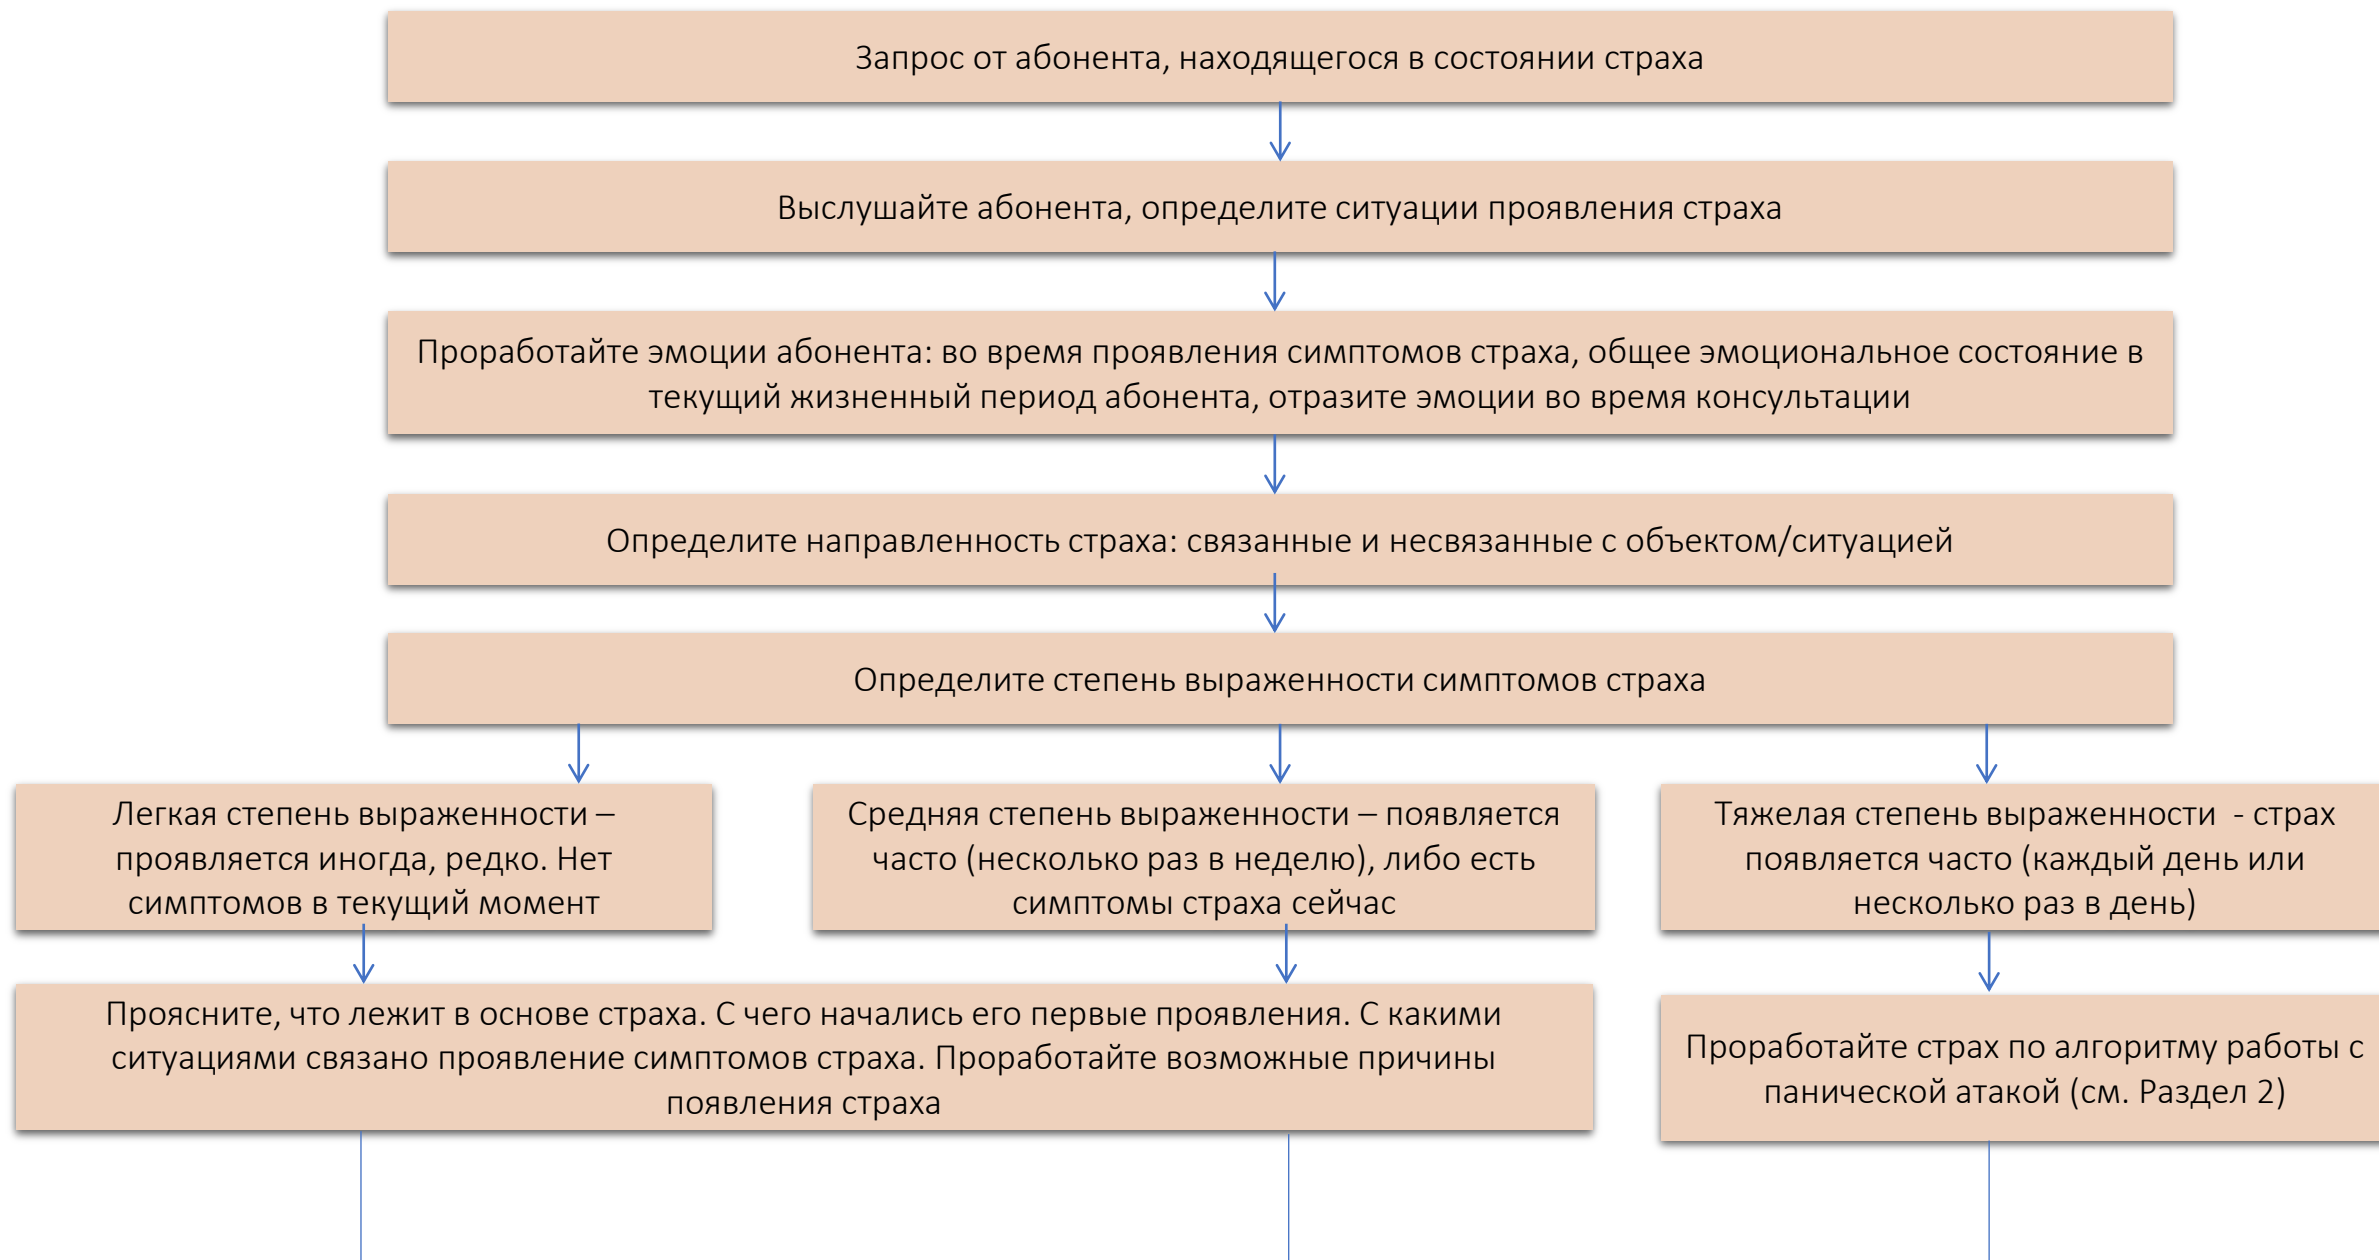 Запрос от абонента, находящегося в состоянии страха
Выслушайте абонента, определите ситуации проявления страха
Проработайте эмоции абонента: во время проявления симптомов страха, общее эмоциональное состояние в
текущий жизненный период абонента, отразите эмоции во время консультации
Определите направленность страха: связанные и несвязанные с объектом/ситуацией
Определите степень выраженности симптомов страха
Легкая степень выраженности –
проявляется иногда, редко. Нет
симптомов в текущий момент
Средняя степень выраженности – появляется
часто (несколько раз в неделю), либо есть
симптомы страха сейчас
Тяжелая степень выраженности - страх
появляется часто (каждый день или
несколько раз в день)
Проясните, что лежит в основе страха. С чего начались его первые проявления. С какими
ситуациями связано проявление симптомов страха. Проработайте возможные причины
появления страха
Проработайте страх по алгоритму работы с
панической атакой (см. Раздел 2)